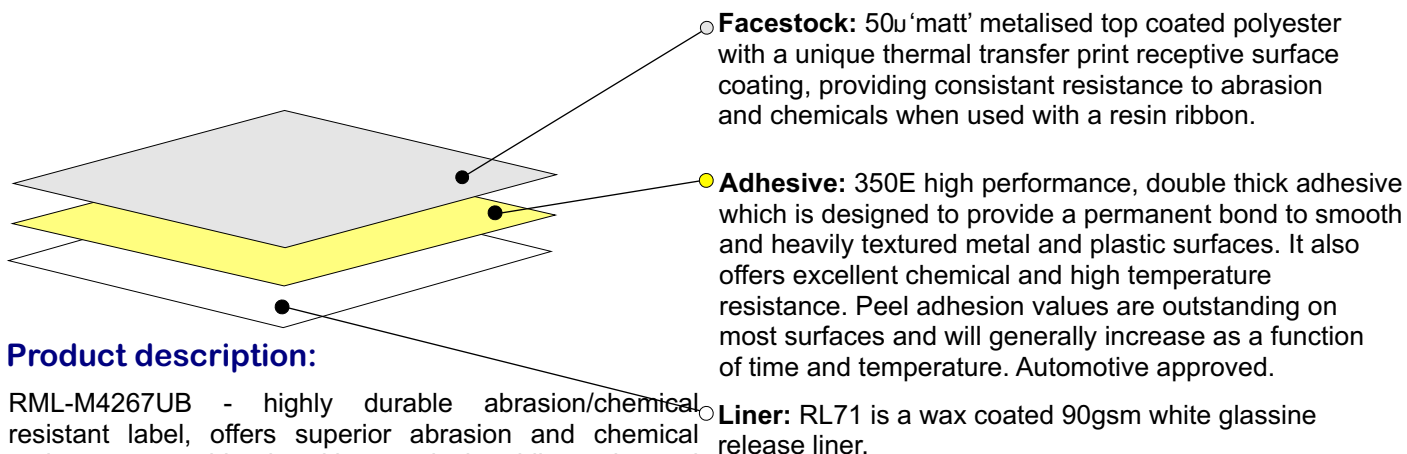 Facestock: 50u ‘matt’ metalised top coated polyester
with a unique thermal transfer print receptive surface
coating, providing consistant resistance to abrasion
and chemicals when used with a resin ribbon.
Adhesive: 350E high performance, double thick adhesive
which is designed to provide a permanent bond to smooth
and heavily textured metal and plastic surfaces. It also
offers excellent chemical and high temperature
resistance. Peel adhesion values are outstanding on
most surfaces and will generally increase as a function
of time and temperature. Automotive approved.
Liner: RL71 is a wax coated 90gsm white glassine
release liner.
Product description:
RML-M4267UB - highly durable abrasion/chemical
resistant label, offers superior abrasion and chemical